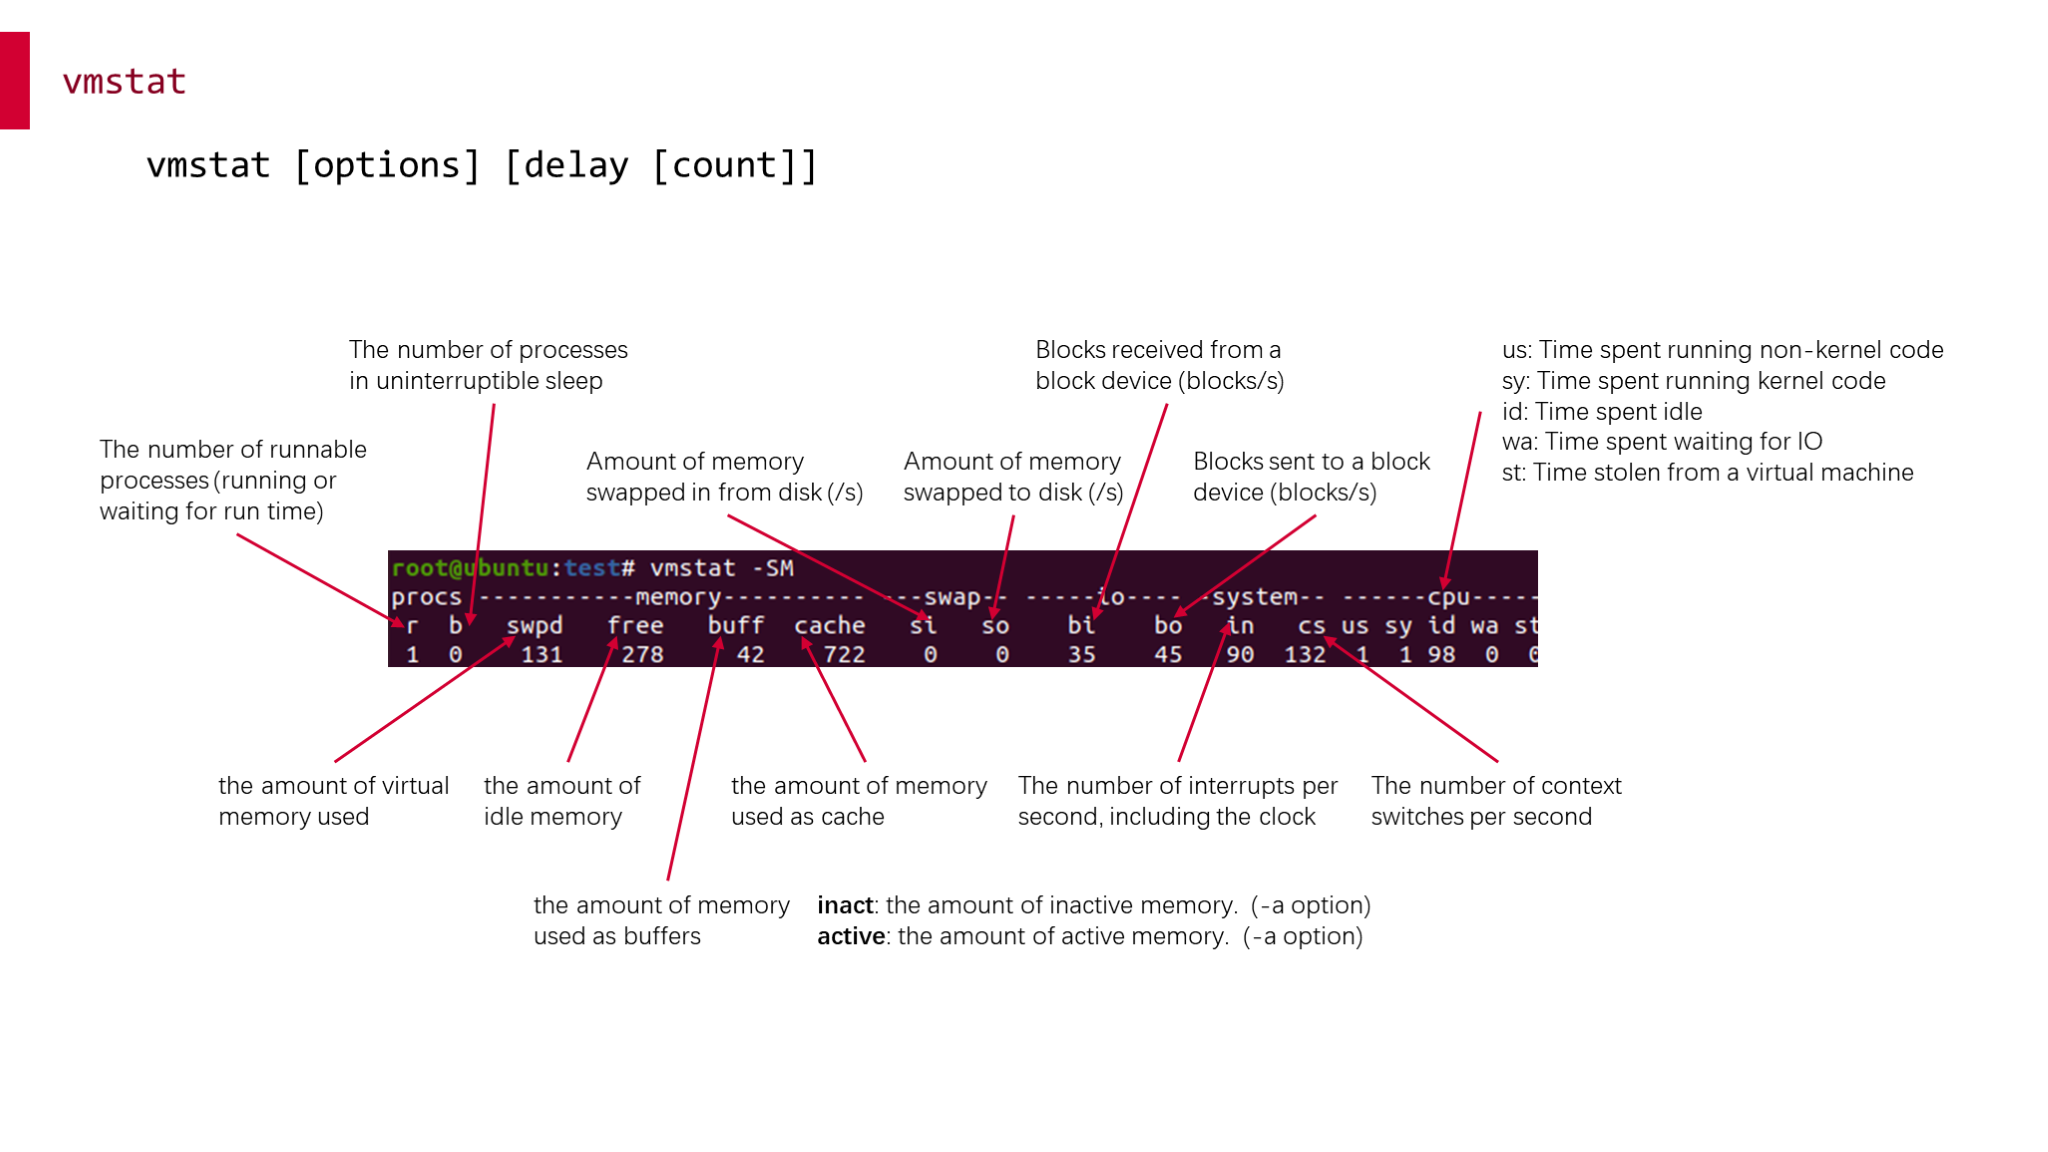 vmstat
vmstat [options] [delay [count]]
The number of processes
in uninterruptible sleep
Blocks received from a
block device (blocks/s)
us: Time spent running non-kernel code
sy: Time spent running kernel code
id: Time spent idle
wa: Time spent waiting for IO
st: Time stolen from a virtual machine
The number of runnable
processes (running or
waiting for run time)
Amount of memory
swapped in from disk (/s)
Amount of memory
swapped to disk (/s)
Blocks sent to a block
device (blocks/s)
root@ubuntu:test# vmstat -SM
procs -----------memory---------- ---swap-- -----io---- -system-- ------cpu-----
r b swpd free buff cache si so bi bo in cs us sy id wa st
1 0 131 278 42 722 0 0 35 45 90 132 1 1 98 0 0
the amount of virtual
memory used
the amount of
idle memory
the amount of memory
used as cache
The number of interrupts per
second, including the clock
The number of context
switches per second
the amount of memory
used as buffers
inact: the amount of inactive memory. (-a option)
active: the amount of active memory. (-a option)